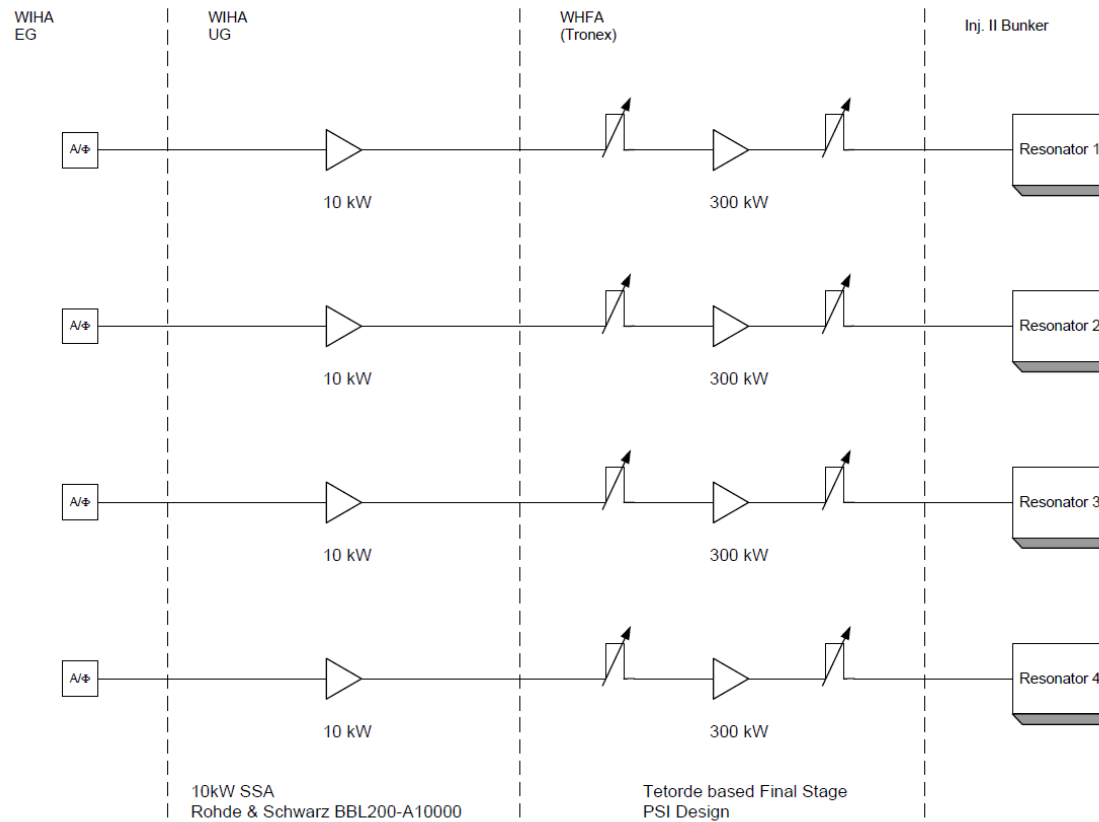 WIHA
EG
WIHA
UG
WHFA
(Tronex)
Inj. II Bunker
A/Φ
10 kW
300 kW
Resonator 1
A/Φ
10 kW
300 kW
Resonator 2
A/Φ
10 kW
300 kW
Resonator 3
A/Φ
10 kW
300 kW
Resonator 4
10kW SSA
Rohde & Schwarz BBL200-A10000
Tetorde based Final Stage
PSI Design